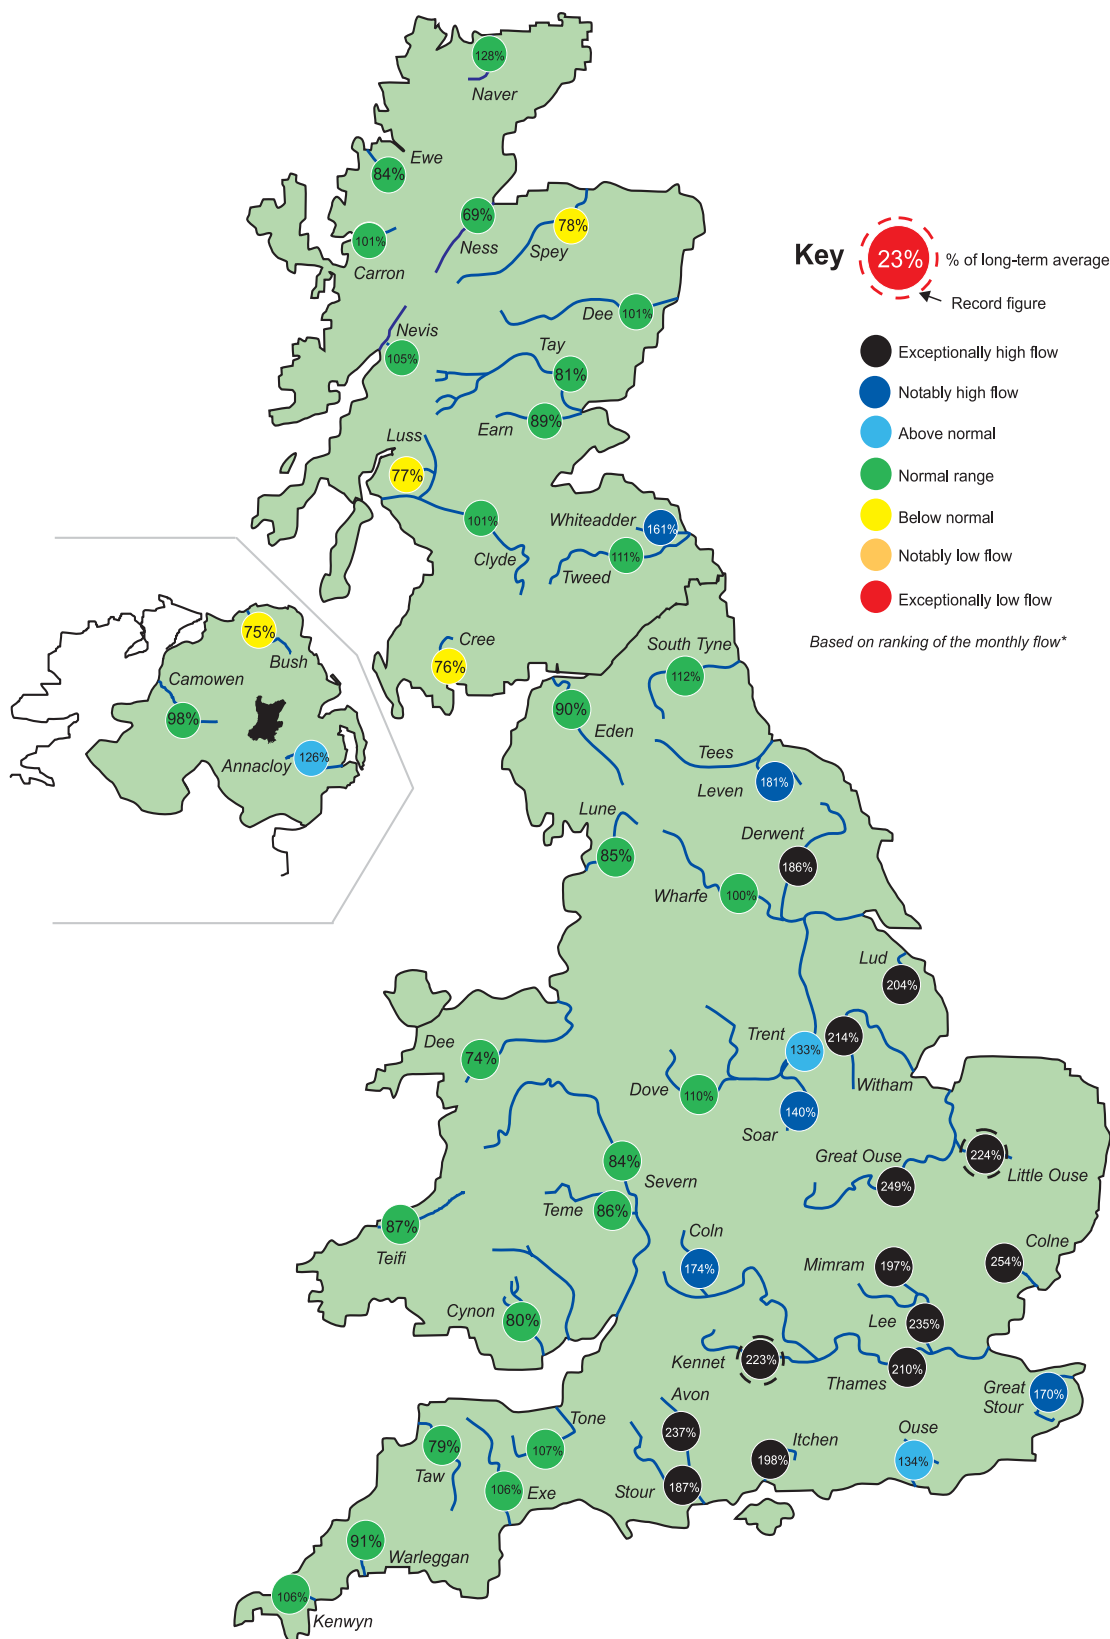 128%
Naver
Ewe
84%
69%
Ness
78%
Spey
101%
Carron
Key
23%
% of long-term average
Record figure
Dee
101%
Nevis
105%
Tay
81%
Earn
89%
Exceptionally high flow
Notably high flow
Above normal
Normal range
Below normal
Notably low flow
Exceptionally low flow
Based on ranking of the monthly flow*
Luss
77%
101%
Clyde
Whiteadder
161%
111%
Tweed
Cree
76%
75%
Bush
Camowen
98%
Annacloy
126%
South Tyne
112%
90%
Eden
Tees
Leven
181%
Lune
85%
Derwent
186%
Wharfe
100%
Lud
204%
Dee
74%
Trent
133%
214%
Witham
Dove
110%
140%
Soar
Great Ouse
249%
224%
Little Ouse
84%
Severn
Teme
86%
87%
Teifi
Coln
174%
Mimram
197%
Colne
254%
Cynon
80%
Lee
235%
Kennet
223%
Thames
210%
Great
Stour
170%
Avon
237%
Tone
107%
79%
Taw
106%
Exe
Itchen
198%
Ouse
134%
Stour
187%
91%
Warleggan
106%
Kenwyn